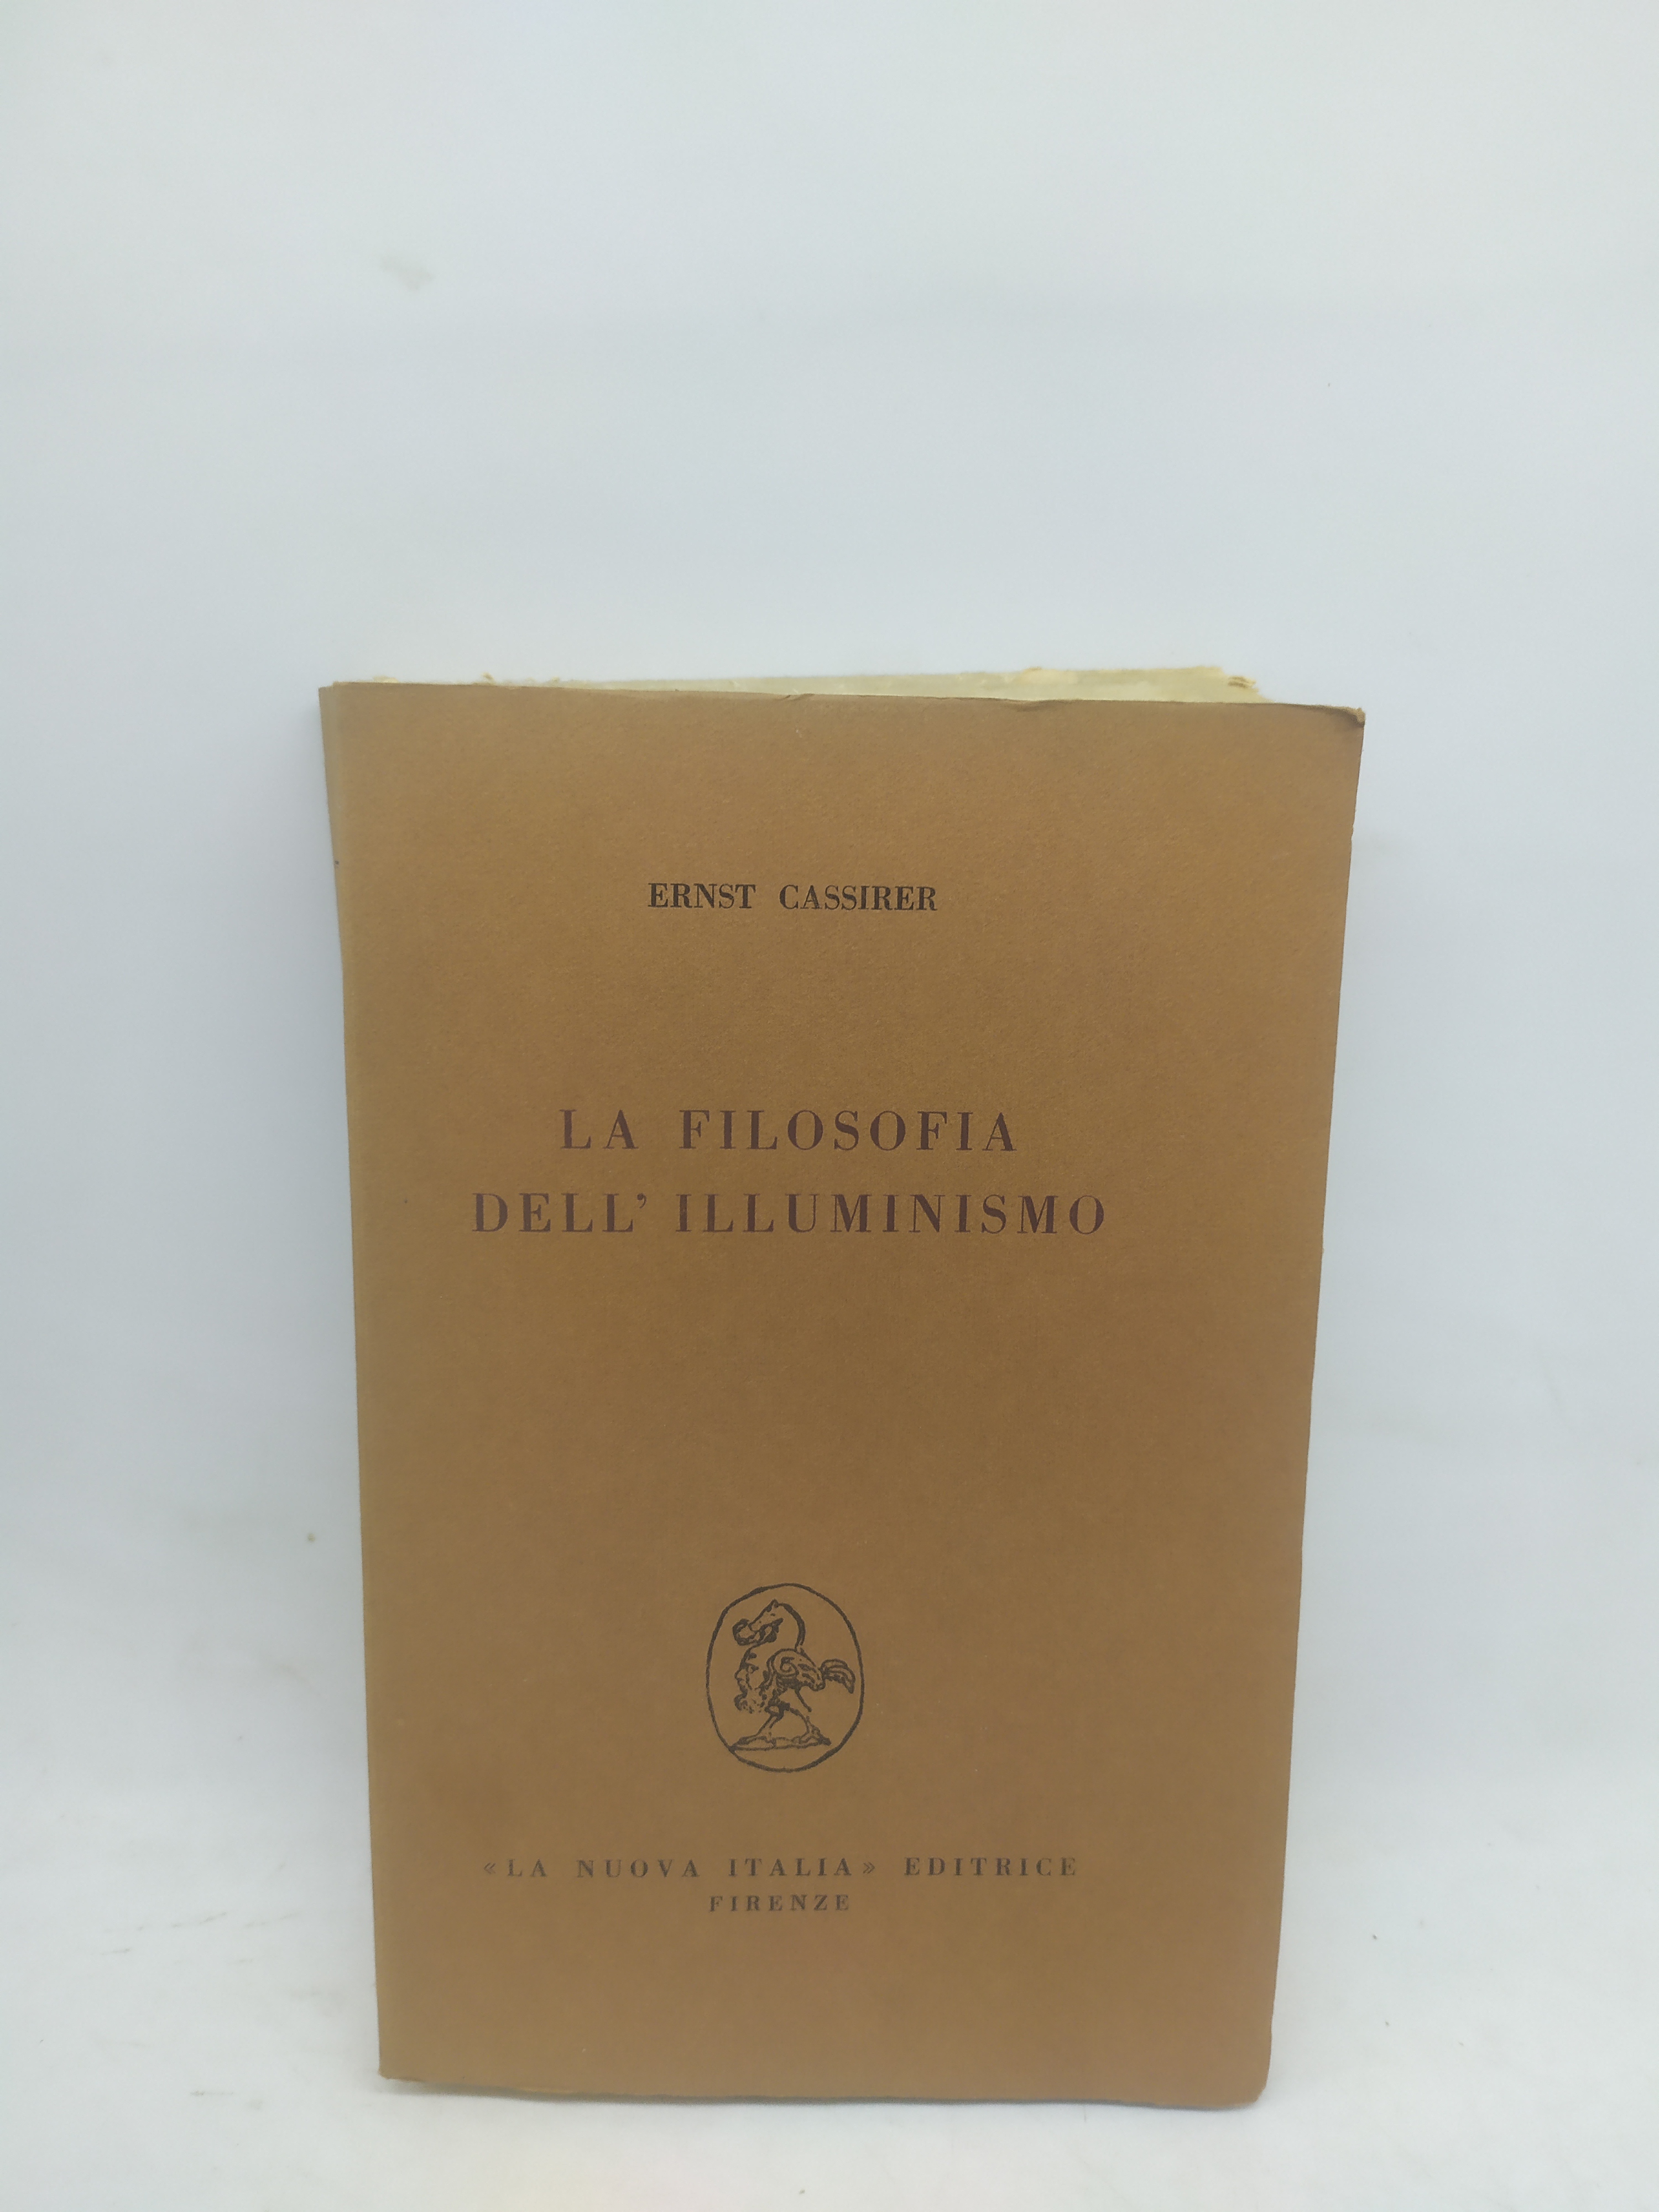 ERNST CASSIRER
LA FILOSOFIA
DELL' ILLUMINISMO
«LA NUOVA ITALIA» EDITRICE
FIRENZE